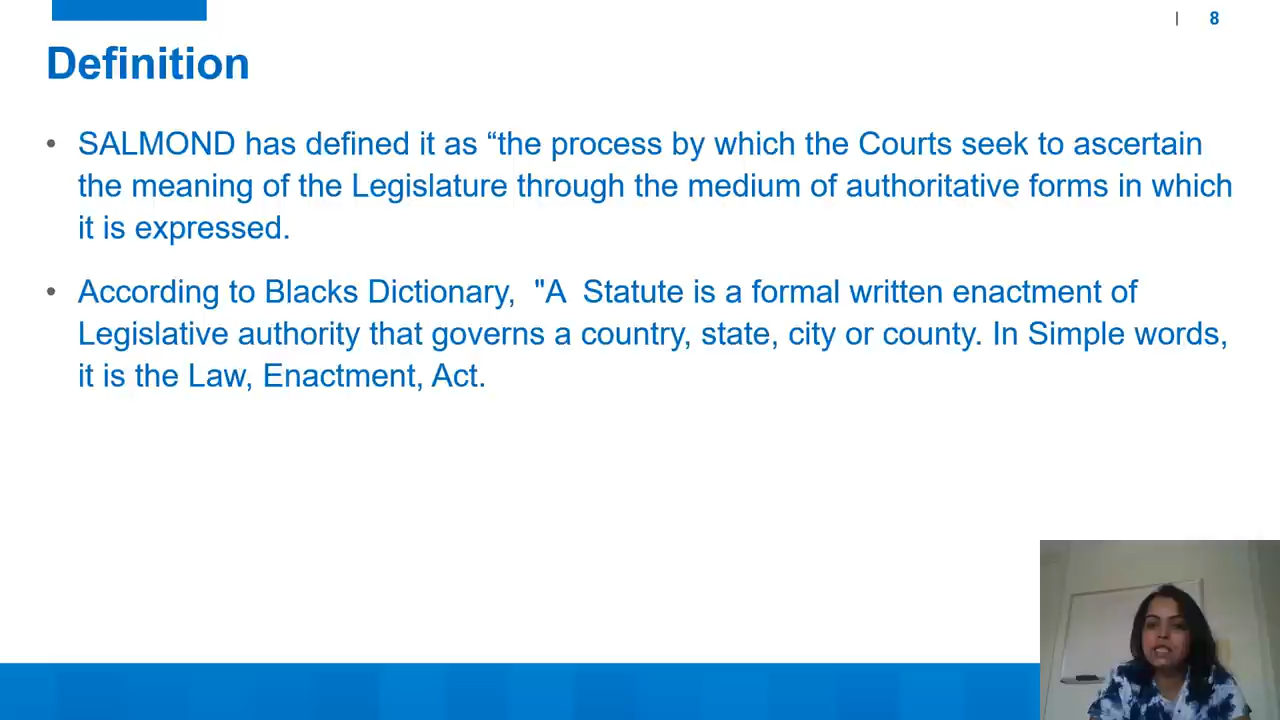 | 8
Definition
• SALMOND has defined it as “the process by which the Courts seek to ascertain
the meaning of the Legislature through the medium of authoritative forms in which
it is expressed.
• According to Blacks Dictionary,  "A  Statute is a formal written enactment of
Legislative authority that governs a country, state, city or county. In Simple words,
it is the Law, Enactment, Act.